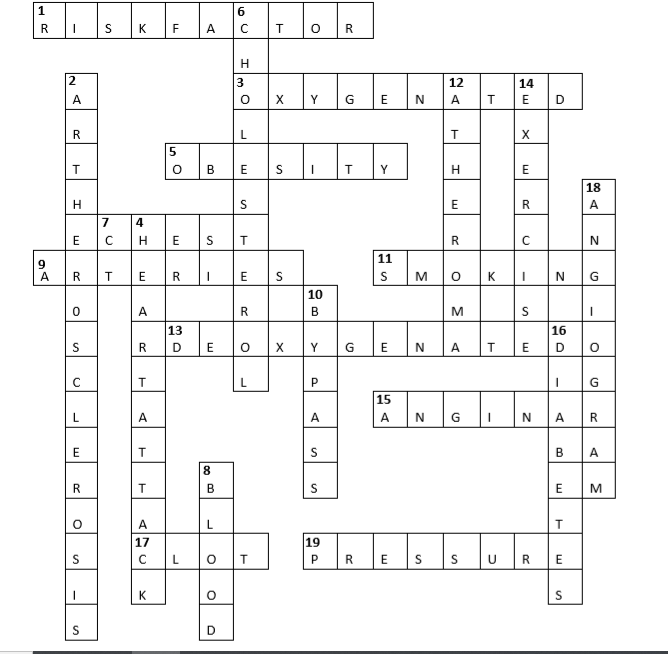 1 6
R I S K F A C T O R
H
2 3 12 14
A O X Y G E N A T E D
R L T X
5
T O B E S I T Y H E
18
H S E R A
7 4
E C H E S T R C N
9 11
A R T E R I E S S M O K I N G
10
0 A R B M S I
13 16
S R D E O X Y G E N A T E D O
C T L P I G
15
L A A A N G I N A R
E T S B A
8
R T B S E M
O A L T
17 19
S C L O T P R E S S U R E
I K O S
S D